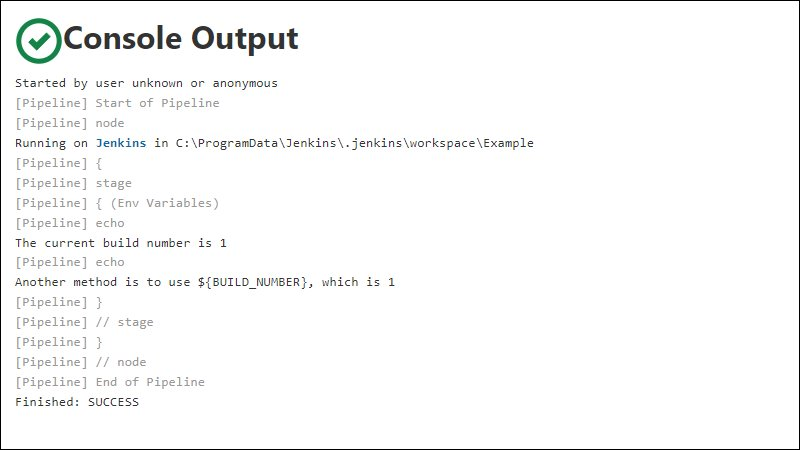 Console Output
Started by user unknown or anonymous
[Pipeline] Start of Pipeline
[Pipeline] node
Running on Jenkins in C:\ProgramData\Jenkins\.jenkins\workspace\Example
[Pipeline] {
[Pipeline] stage
[Pipeline] { (Env Variables)
[Pipeline] echo
The current build number is 1
[Pipeline] echo
Another method is to use ${BUILD_NUMBER}, which is 1
[Pipeline] }
[Pipeline] // stage
[Pipeline] }
[Pipeline] // node
[Pipeline] End of Pipeline
Finished: SUCCESS